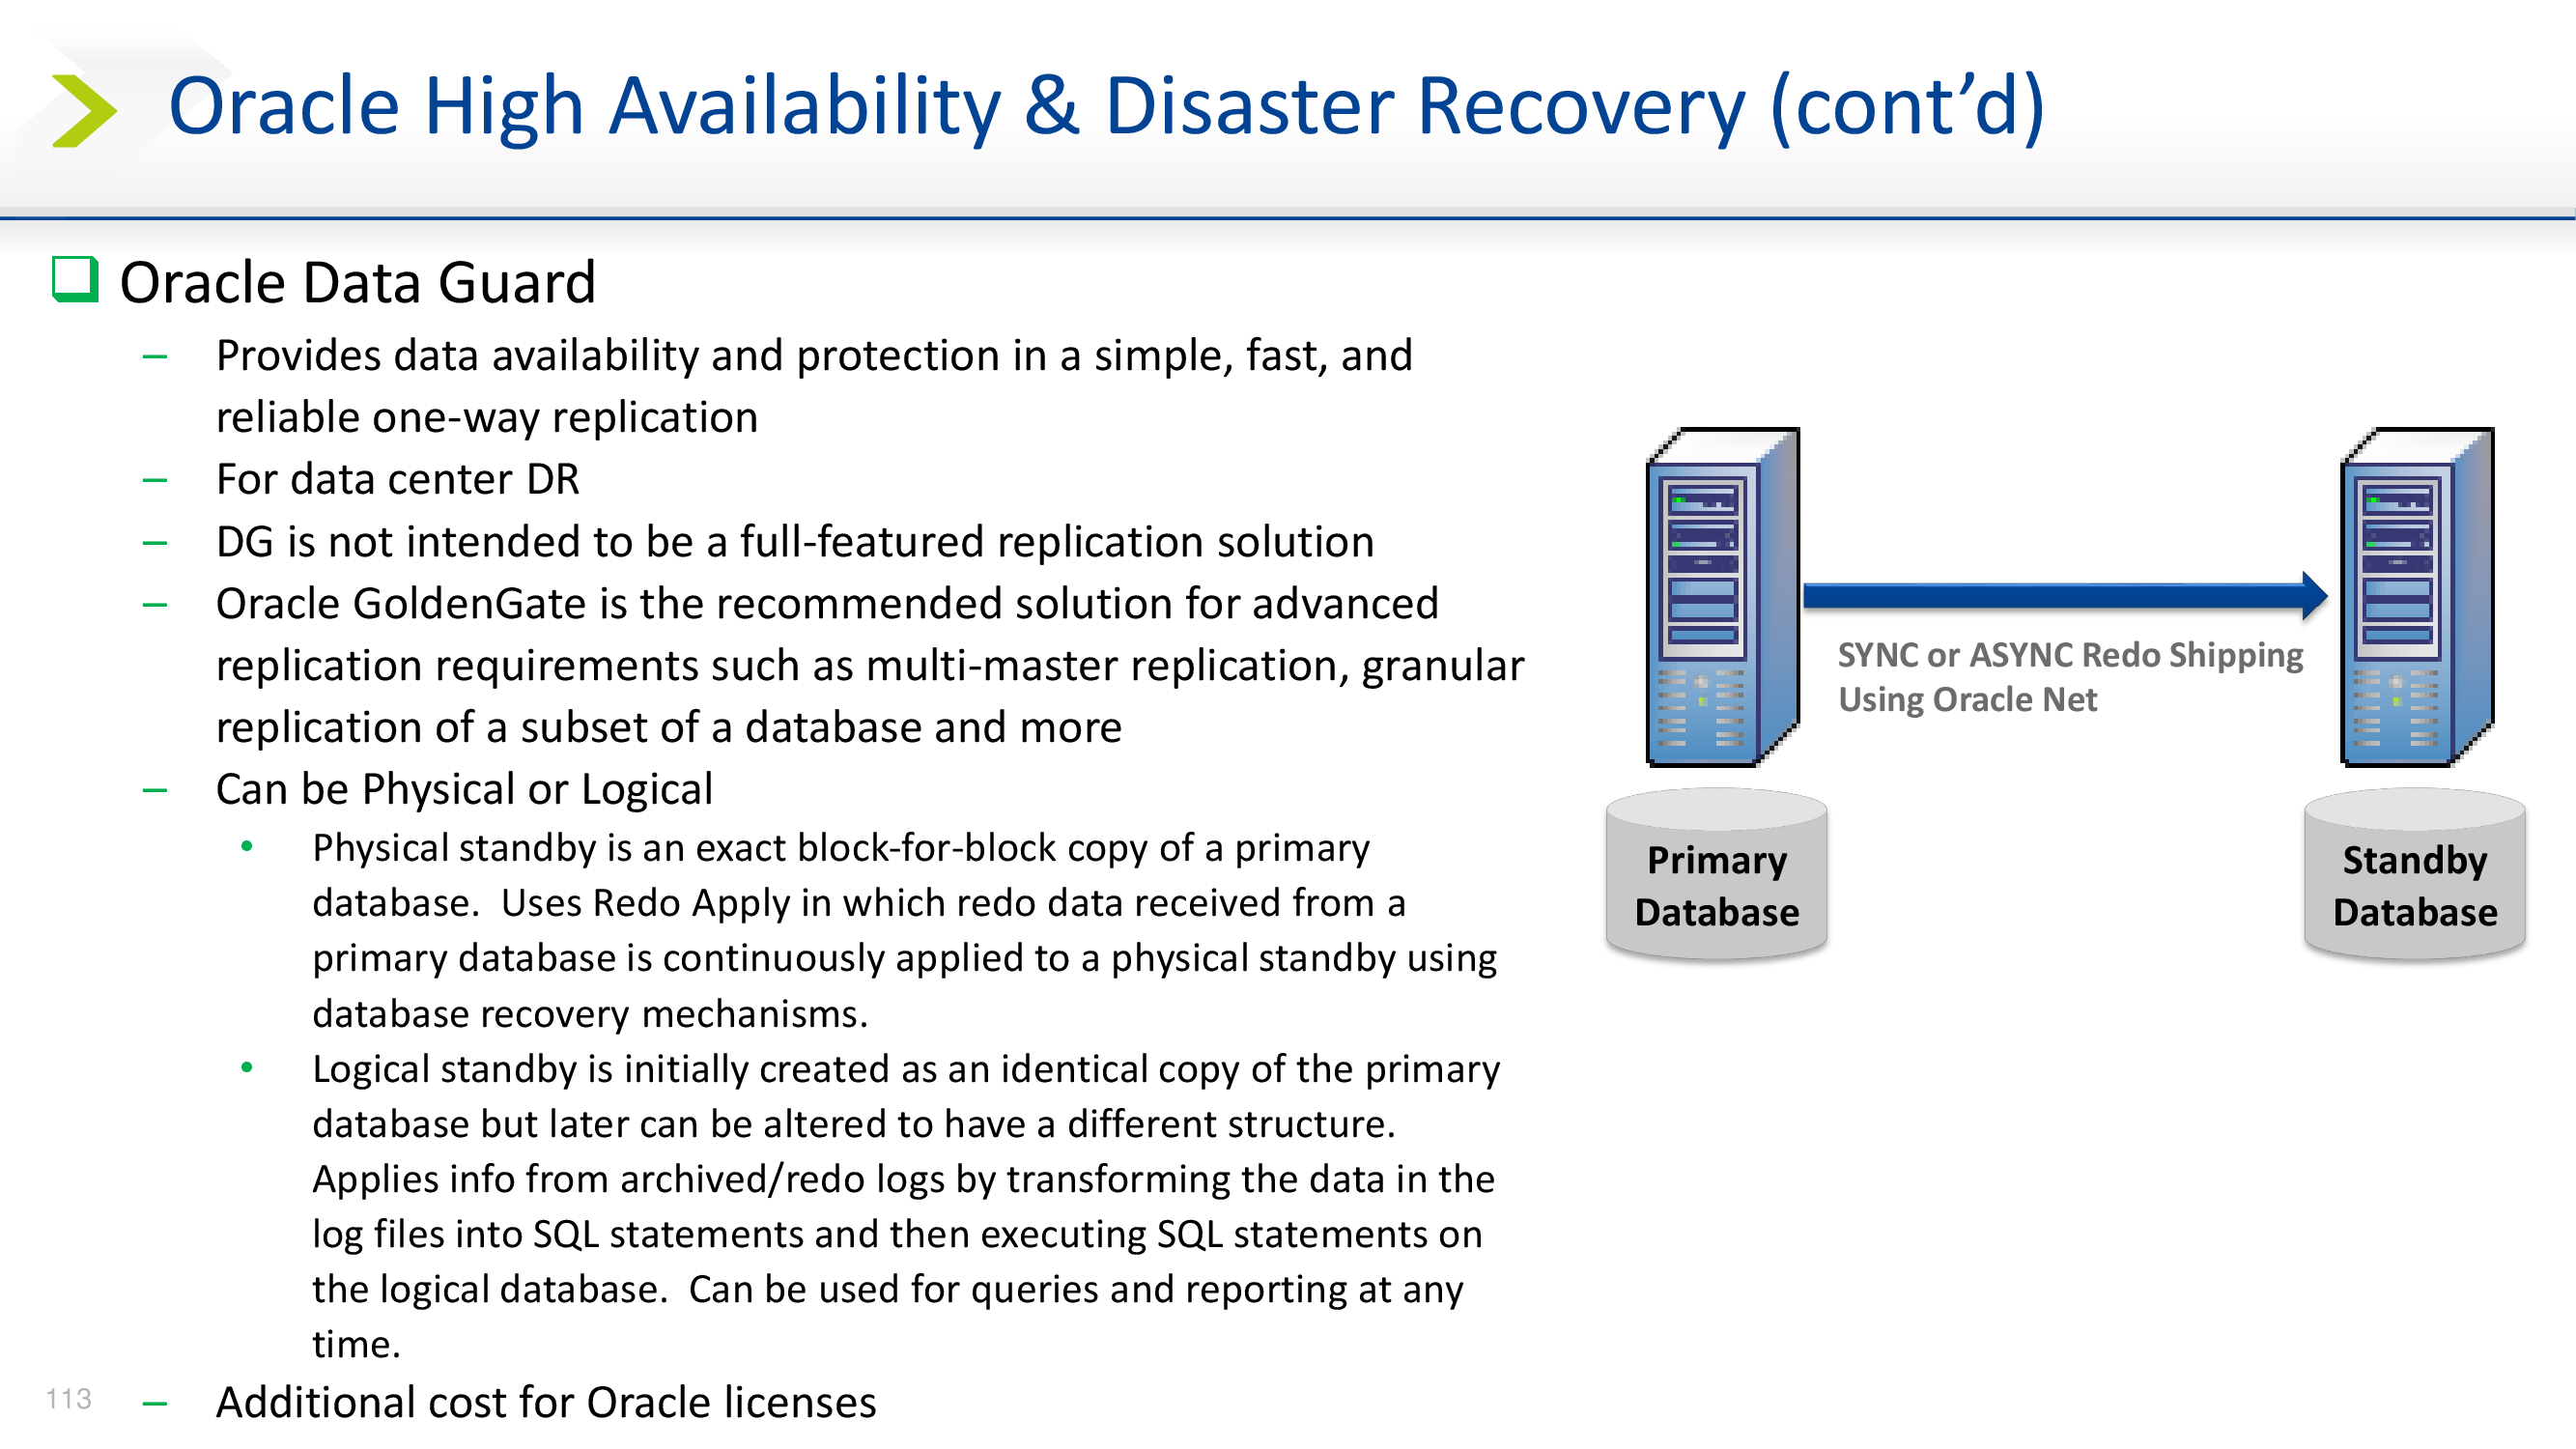 Oracle High Availability & Disaster Recovery (cont’d)
Oracle Data Guard
– Provides data availability and protection in a simple, fast, and
reliable one-way replication
– For data center DR
– DG is not intended to be a full-featured replication solution
– Oracle GoldenGate is the recommended solution for advanced
replication requirements such as multi-master replication, granular
replication of a subset of a database and more
– Can be Physical or Logical
• Physical standby is an exact block-for-block copy of a primary
database.  Uses Redo Apply in which redo data received from a
primary database is continuously applied to a physical standby using
database recovery mechanisms.
• Logical standby is initially created as an identical copy of the primary
database but later can be altered to have a different structure.
Applies info from archived/redo logs by transforming the data in the
log files into SQL statements and then executing SQL statements on
the logical database.  Can be used for queries and reporting at any
time.
– Additional cost for Oracle licenses
SYNC or ASYNC Redo Shipping
Using Oracle Net
Primary
Database
Standby
Database
113